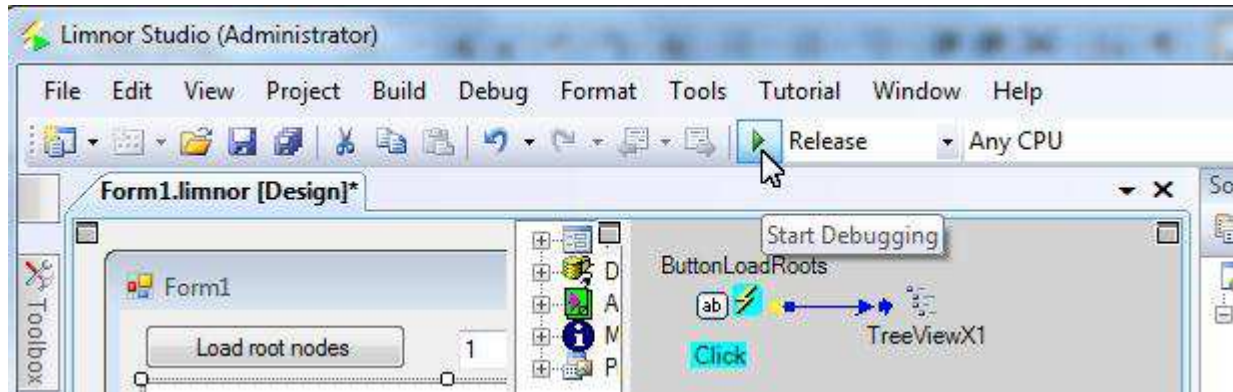 Limnor Studio (Administrator)
File Edit View Project Build Debug Format Tools Tutorial Window Help
Release Any CPU
Form1.limnor [Design]*
So
Start Debugging
Toolbox
Form1
D
ButtonLoadRoots
A
ab
M
TreeViewX1
Load root nodes 1
P
Click